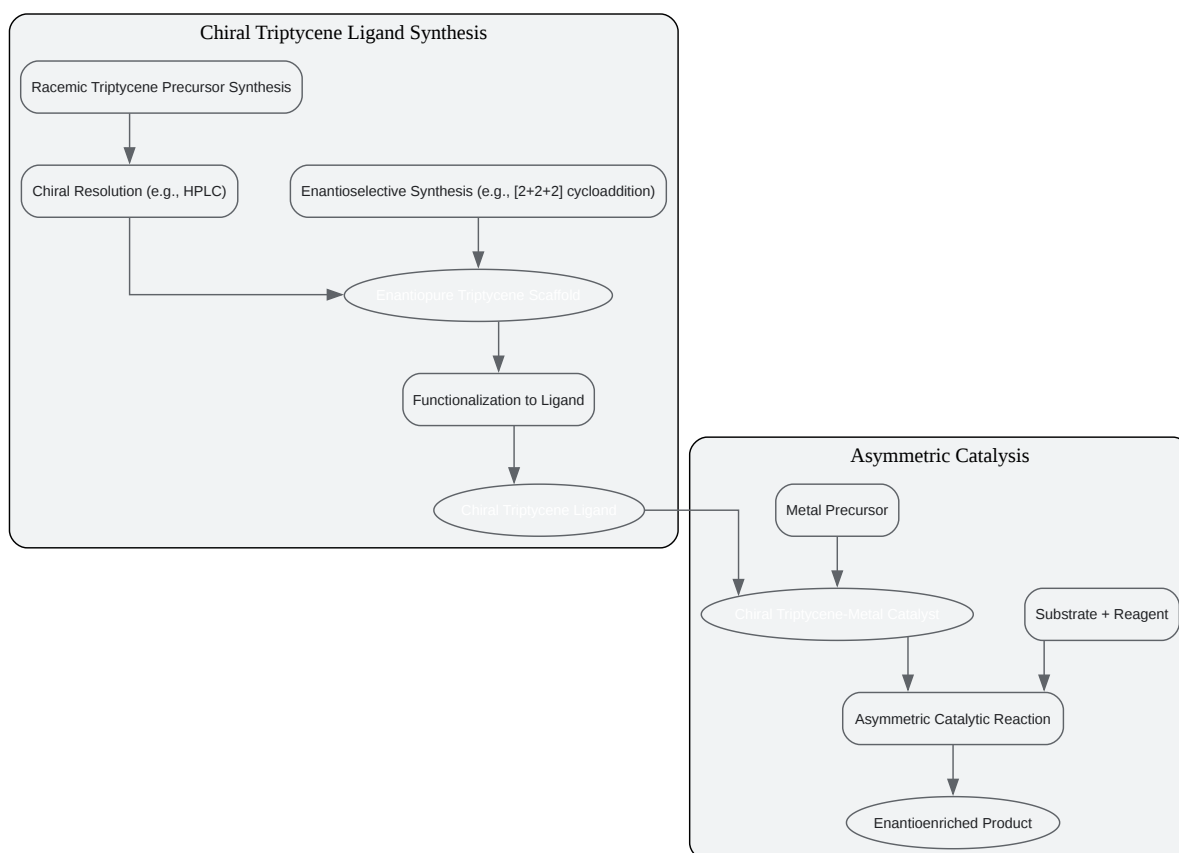 Chiral Triptycene Ligand Synthesis
Racemic Triptycene Precursor Synthesis
Chiral Resolution (e.g., HPLC)
Enantioselective Synthesis (e.g., [2+2+2] cycloaddition)
Enantiopure Triptycene Scaffold
Functionalization to Ligand
Chiral Triptycene Ligand
Asymmetric Catalysis
Metal Precursor
Chiral Triptycene-Metal Catalyst
Substrate + Reagent
Asymmetric Catalytic Reaction
Enantioenriched Product